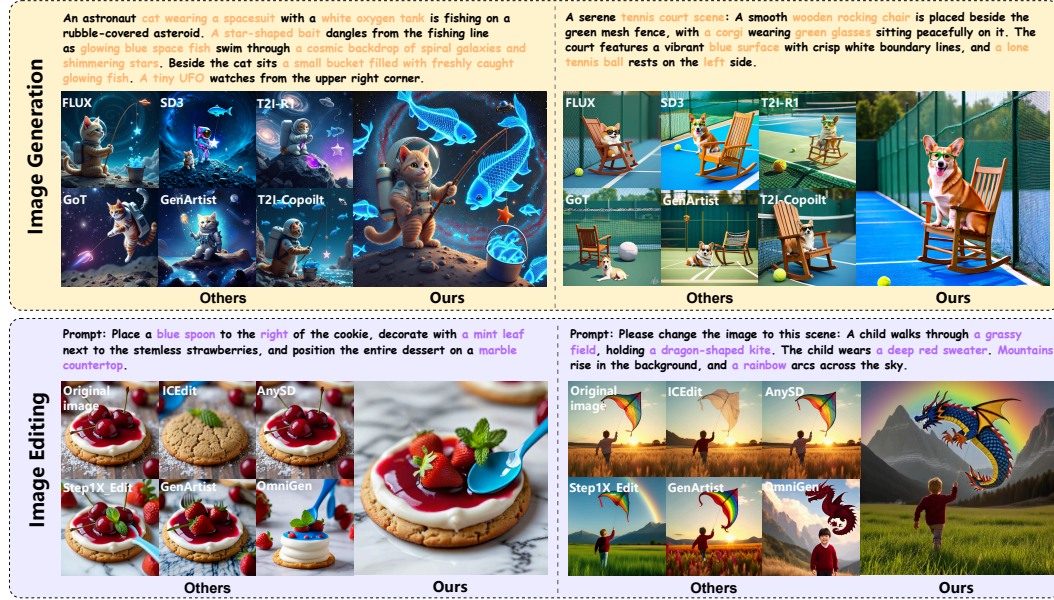 Image Generation
An astronaut cat wearing a spacesuit with a white oxygen tank is fishing on a
rubble-covered asteroid. A star-shaped bait dangles from the fishing line
as glowing blue space fish swim through a cosmic backdrop of spiral galaxies and
shimmering stars. Beside the cat sits a small bucket filled with freshly caught
glowing fish. A tiny UFO watches from the upper right corner.
FLUX
SD3
T2I-R1
GoT
GenArtist
T2I-Copoilt
Others
Ours
A serene tennis court scene: A smooth wooden rocking chair is placed beside the
green mesh fence, with a corgi wearing green glasses sitting peacefully on it. The
court features a vibrant blue surface with crisp white boundary lines, and a lone
tennis ball rests on the left side.
FLUX
SD3
T2I-R1
GoT
GenArtist
T2I-Copoilt
Others
Ours
Image Editing
Prompt: Place a blue spoon to the right of the cookie, decorate with a mint leaf
next to the stemless strawberries, and position the entire dessert on a marble
countertop.
Original
image
ICEdit
AnySD
Step1X_Edit
GenArtist
OmniGen
Others
Ours
Prompt: Please change the image to this scene: A child walks through a grassy
field, holding a dragon-shaped kite. The child wears a deep red sweater. Mountains
rise in the background, and a rainbow arcs across the sky.
Original
image
ICEdit
AnySD
Step1X_Edit
GenArtist
OmniGen
Others
Ours